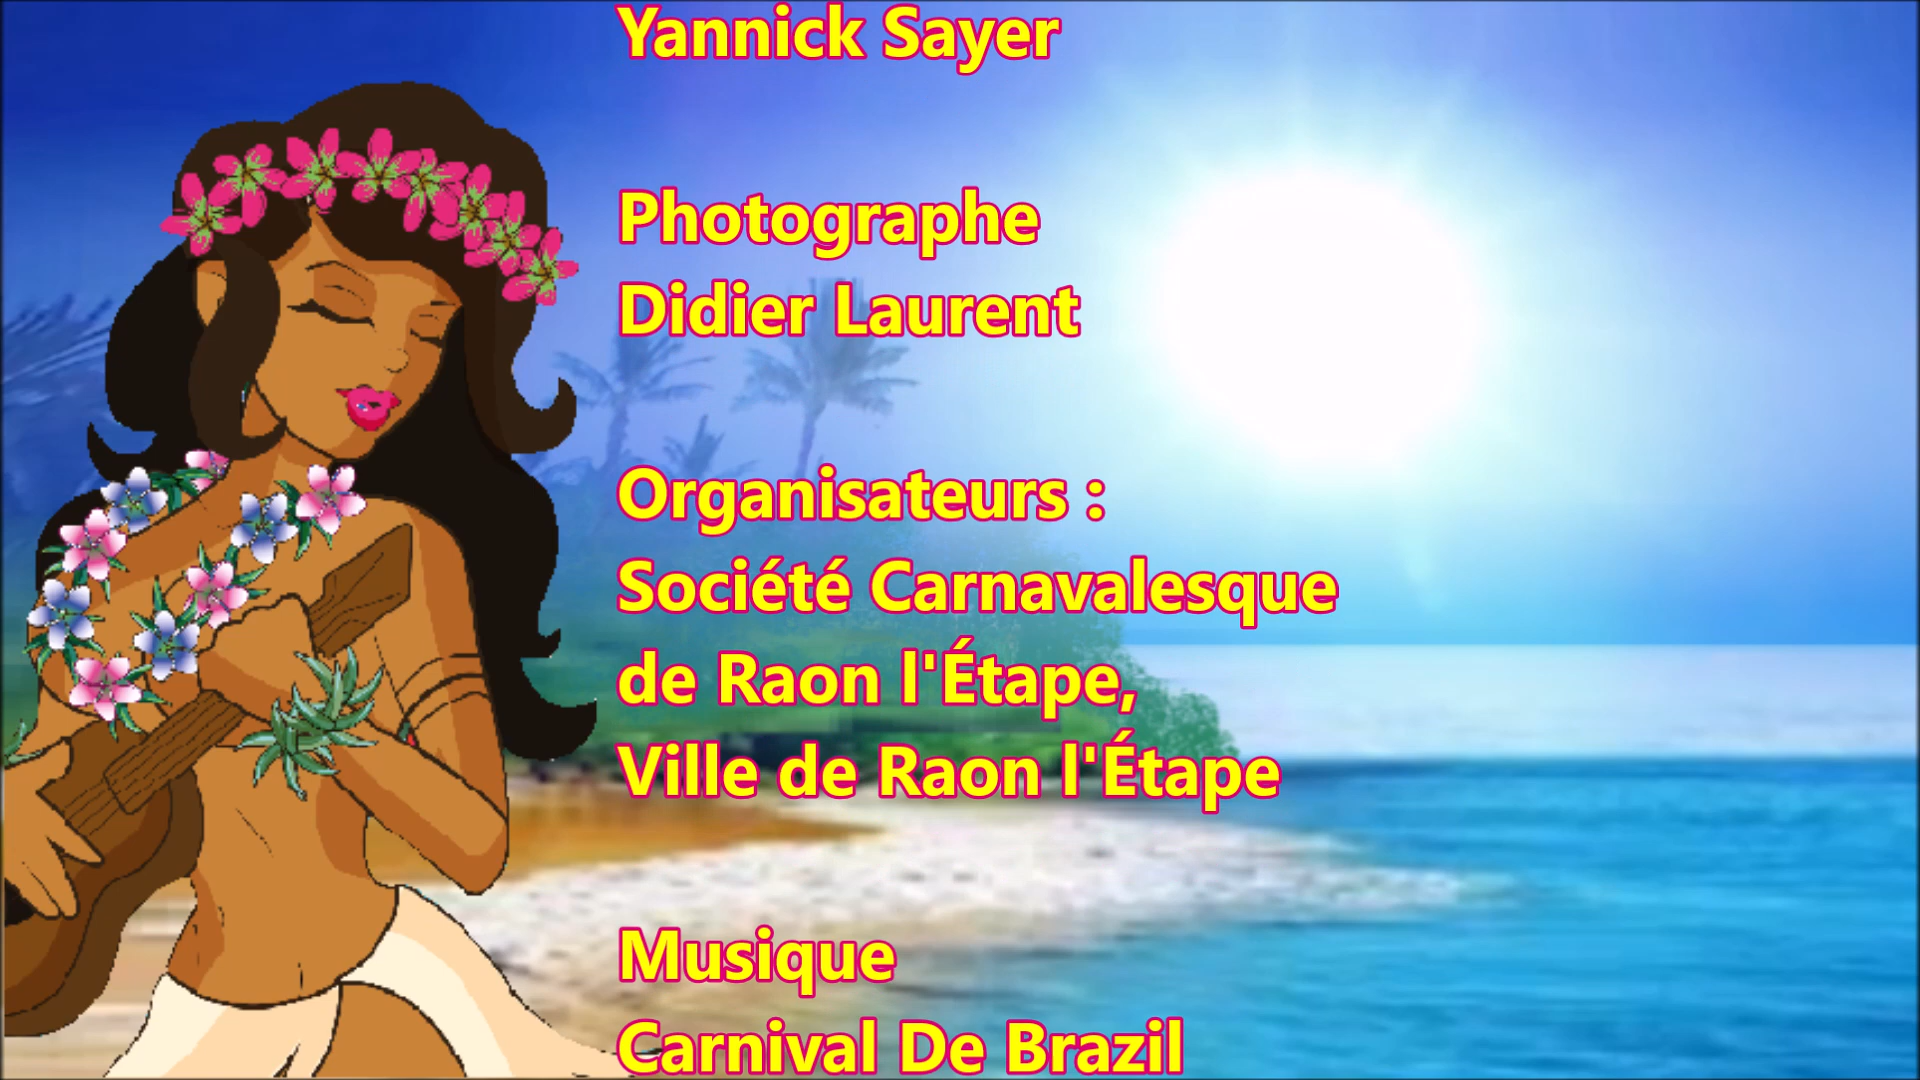 Yannick Sayer
Photographe
Didier Laurent
Organisateurs :
Société Carnavalesque
de Raon l'Étape,
Ville de Raon l'Étape
Musique
Carnival De Brazil